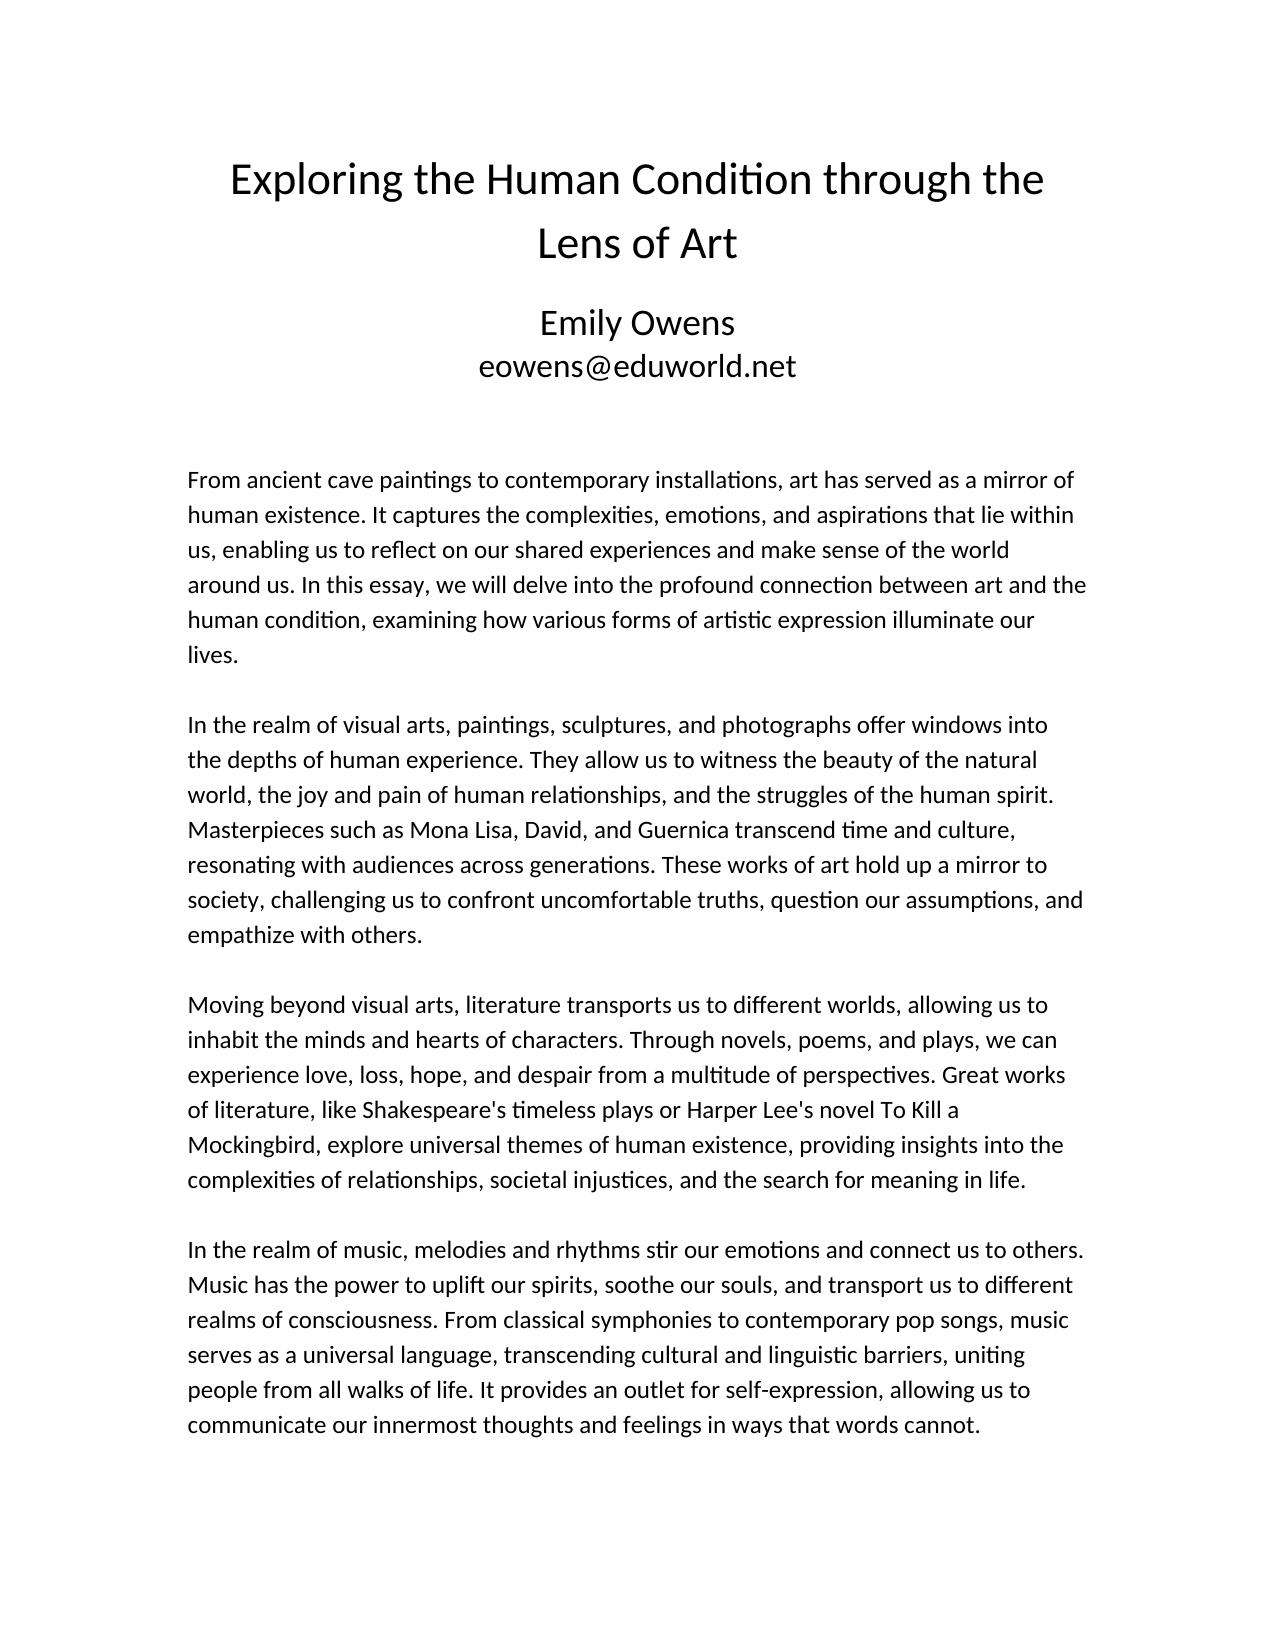 Exploring the Human Condition through the
Lens of Art
Emily Owens
eowens@eduworld.net
From ancient cave paintings to contemporary installations, art has served as a mirror of
human existence. It captures the complexities, emotions, and aspirations that lie within
us, enabling us to reflect on our shared experiences and make sense of the world
around us. In this essay, we will delve into the profound connection between art and the
human condition, examining how various forms of artistic expression illuminate our
lives.
In the realm of visual arts, paintings, sculptures, and photographs offer windows into
the depths of human experience. They allow us to witness the beauty of the natural
world, the joy and pain of human relationships, and the struggles of the human spirit.
Masterpieces such as Mona Lisa, David, and Guernica transcend time and culture,
resonating with audiences across generations. These works of art hold up a mirror to
society, challenging us to confront uncomfortable truths, question our assumptions, and
empathize with others.
Moving beyond visual arts, literature transports us to different worlds, allowing us to
inhabit the minds and hearts of characters. Through novels, poems, and plays, we can
experience love, loss, hope, and despair from a multitude of perspectives. Great works
of literature, like Shakespeare's timeless plays or Harper Lee's novel To Kill a
Mockingbird, explore universal themes of human existence, providing insights into the
complexities of relationships, societal injustices, and the search for meaning in life.
In the realm of music, melodies and rhythms stir our emotions and connect us to others.
Music has the power to uplift our spirits, soothe our souls, and transport us to different
realms of consciousness. From classical symphonies to contemporary pop songs, music
serves as a universal language, transcending cultural and linguistic barriers, uniting
people from all walks of life. It provides an outlet for self-expression, allowing us to
communicate our innermost thoughts and feelings in ways that words cannot.